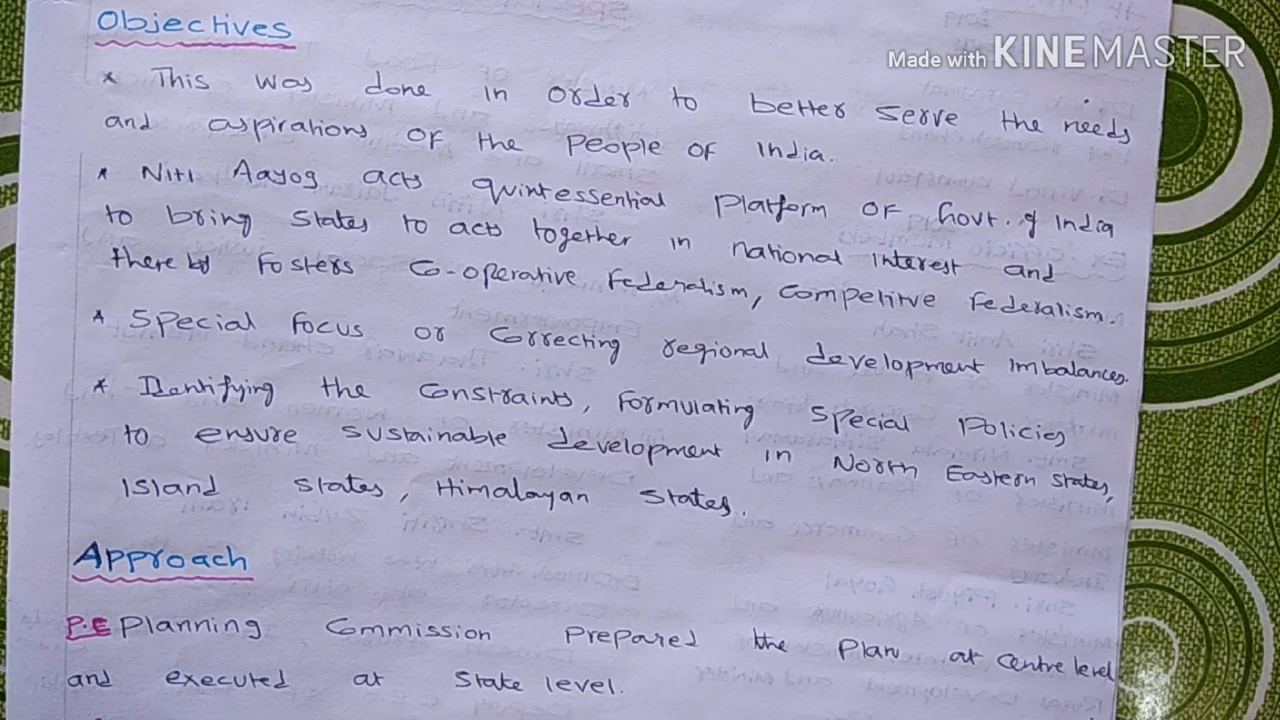 Made with KINEMASTER
Objectives
* This was done in order to better serve the needs
and aspirations of the people of India.
* Niti Aayog acts quintessential platform of Govt. of India
to bring states to acts together in national interest and
there by fosters Co-operative Federalism, Competitive Federalism.
* Special focus or Correcting regional development imbalances.
* Identifying the constraints, formulating special policies
to ensure sustainable development in North Eastern states,
Island states, Himalayan states.
Approach
P.E Planning Commission prepared the plan at centre level
and executed at state level.